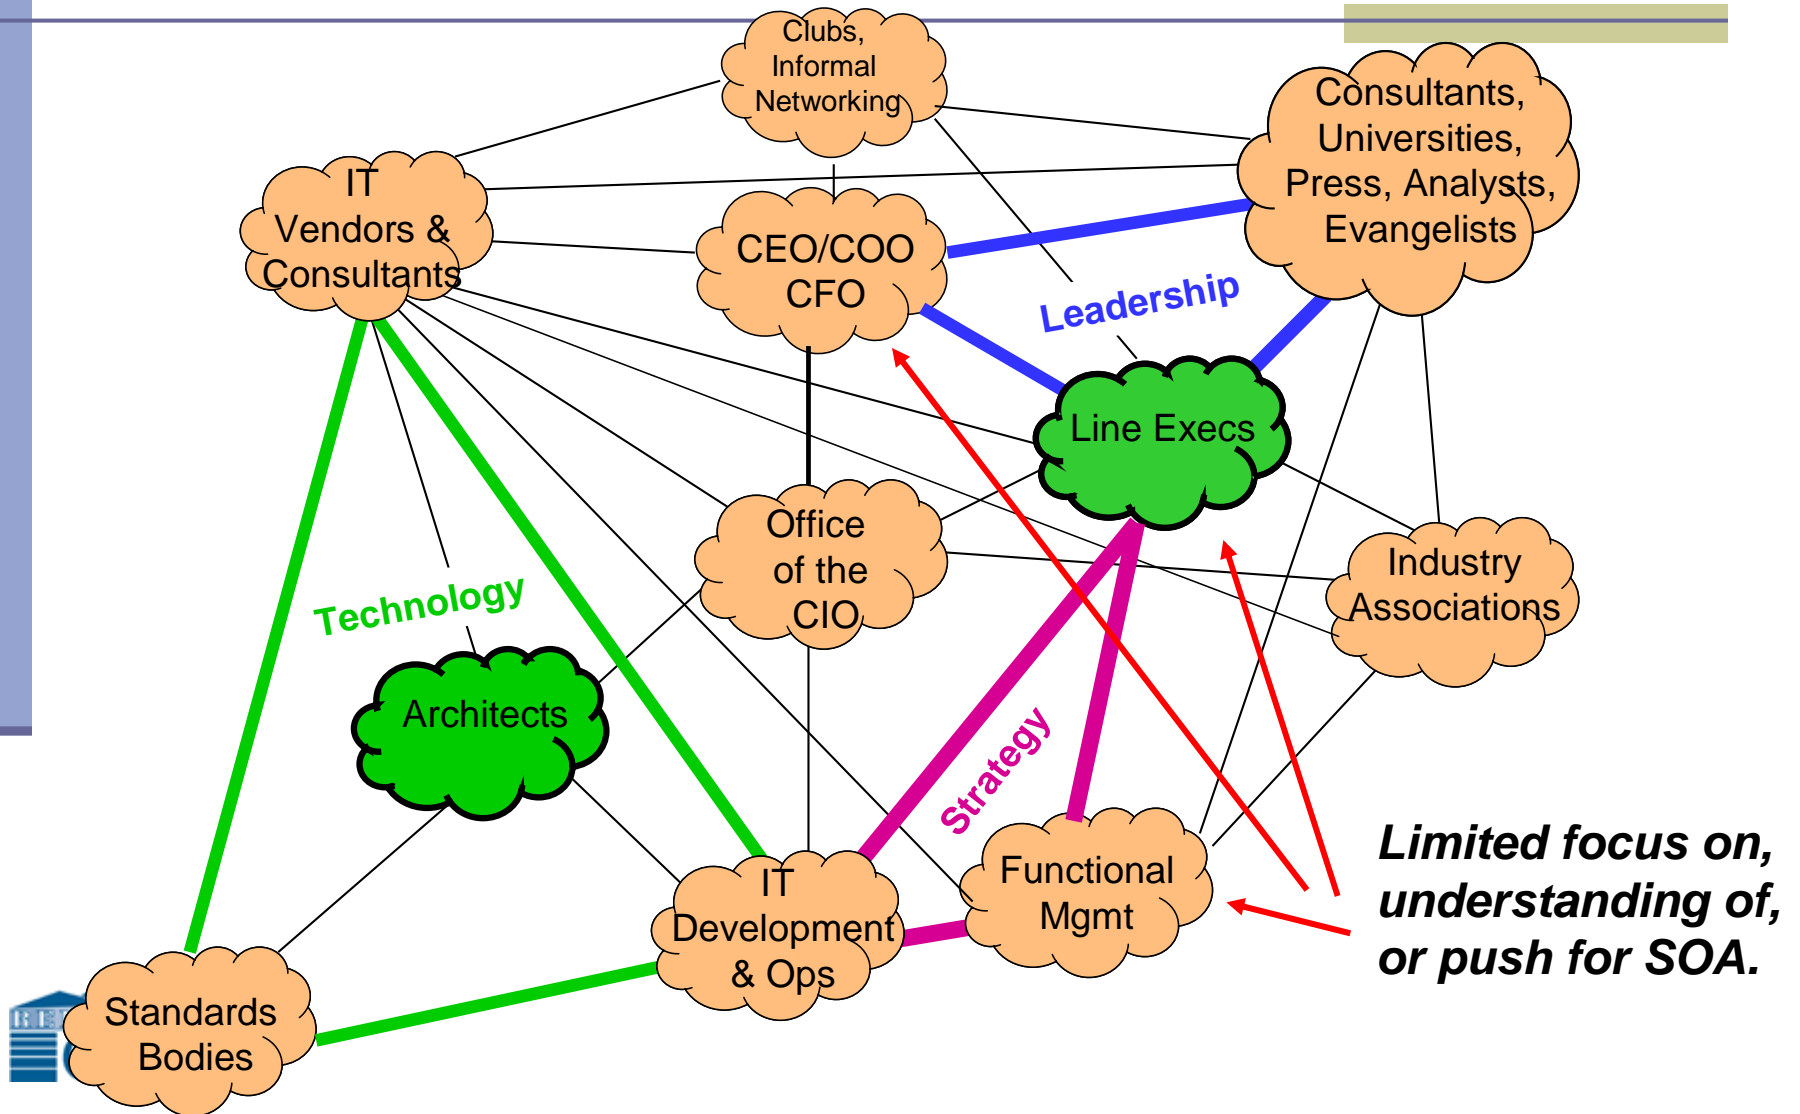 Clubs,
Informal
Networking
Consultants,
Universities,
Press, Analysts,
Evangelists
IT
Vendors &
Consultants
CEO/COO
CFO
Leadership
Line Execs
Office
of the
CIO
Industry
Associations
Technology
Architects
Strategy
Functional
Mgmt
IT
Development
& Ops
Limited focus on,
understanding of,
or push for SOA.
Standards
Bodies